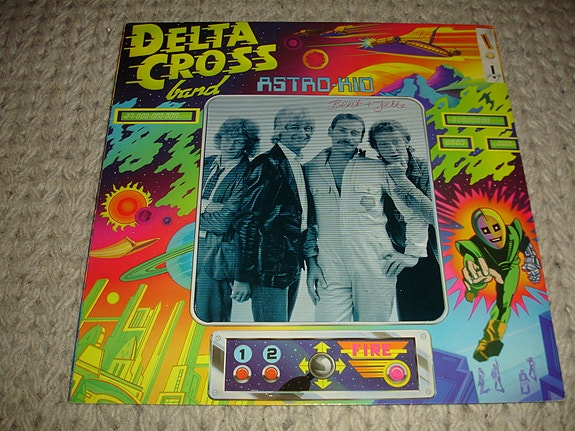 DELTA
CROSS
band
ASTRO-KID
1 2
FIRE